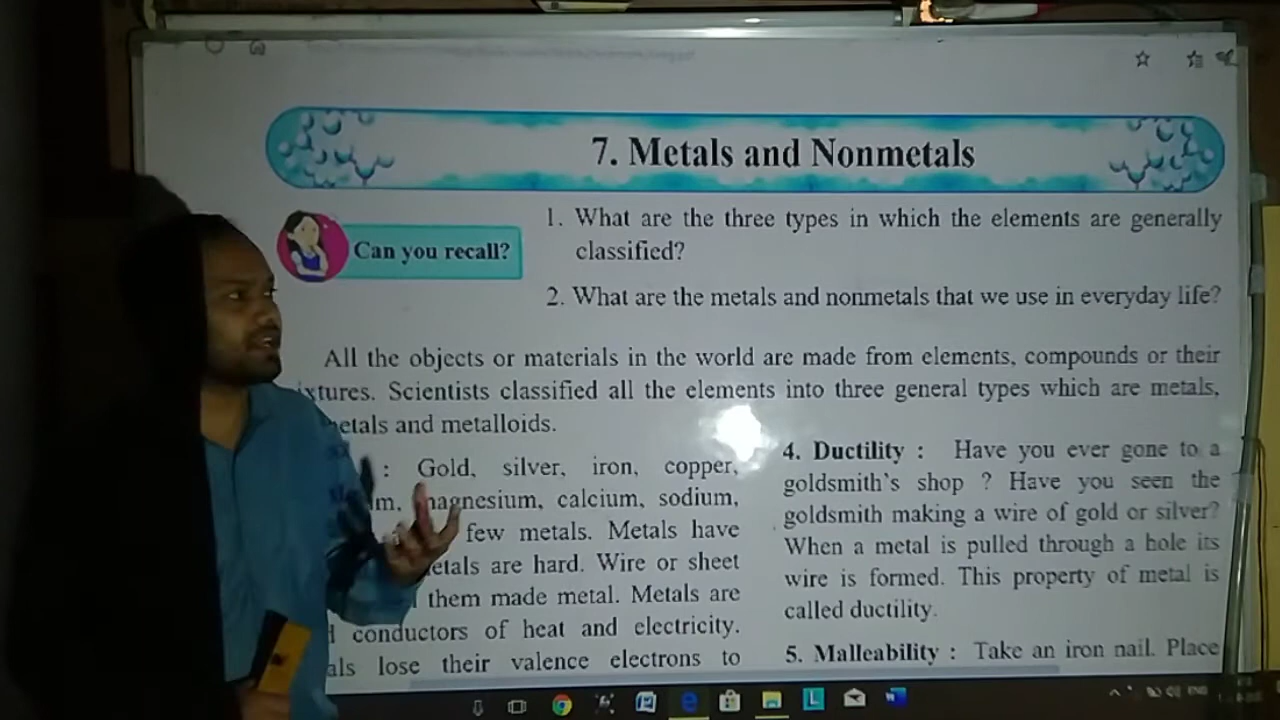 7. Metals and Nonmetals
Can you recall?
1. What are the three types in which the elements are generally
classified?
2. What are the metals and nonmetals that we use in everyday life?
All the objects or materials in the world are made from elements, compounds or their
ixtures. Scientists classified all the elements into three general types which are metals,
etals and metalloids.
: Gold, silver, iron, copper,
m, magnesium, calcium, sodium,
few metals. Metals have
etals are hard. Wire or sheet
them made metal. Metals are
conductors of heat and electricity.
als lose their valence electrons to
4. Ductility : Have you ever gone to a
goldsmith's shop ? Have you seen the
goldsmith making a wire of gold or silver?
When a metal is pulled through a hole its
wire is formed. This property of metal is
called ductility.
5. Malleability : Take an iron nail. Place